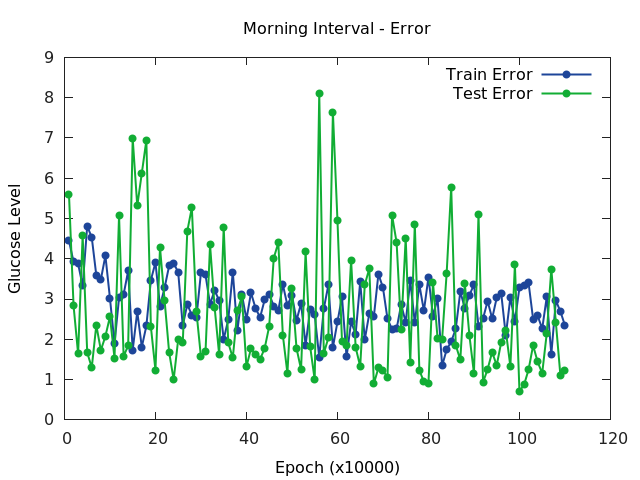 Morning Interval - Error
9
8
7
6
5
4
3
2
1
0
Glucose Level
Train Error
Test Error
0 20 40 60 80 100 120
Epoch (x10000)